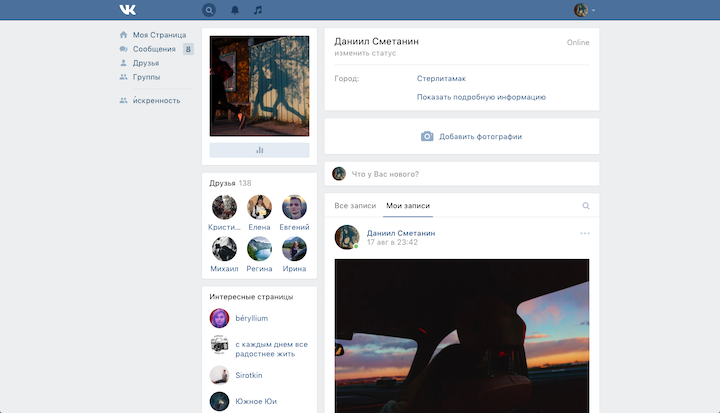 Моя Страница
Сообщения 8
Друзья
Группы
и́скренность
Друзья 138
Кристи... Елена Евгений
Михаил Регина Ирина
Интересные страницы
béryllium
с каждым днем все
радостнее жить
Sirotkin
Южное Юи
Даниил Сметанин Online
изменить статус
Город: Стерлитамак
Показать подробную информацию
Добавить фотографии
Что у Вас нового?
Все записи Мои записи
Даниил Сметанин
17 авг в 23:42